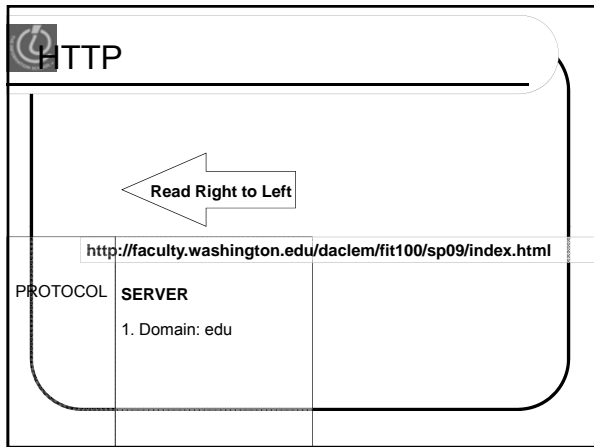 HTTP
Read Right to Left
http://faculty.washington.edu/daclem/fit100/sp09/index.html
PROTOCOL
SERVER
1. Domain: edu